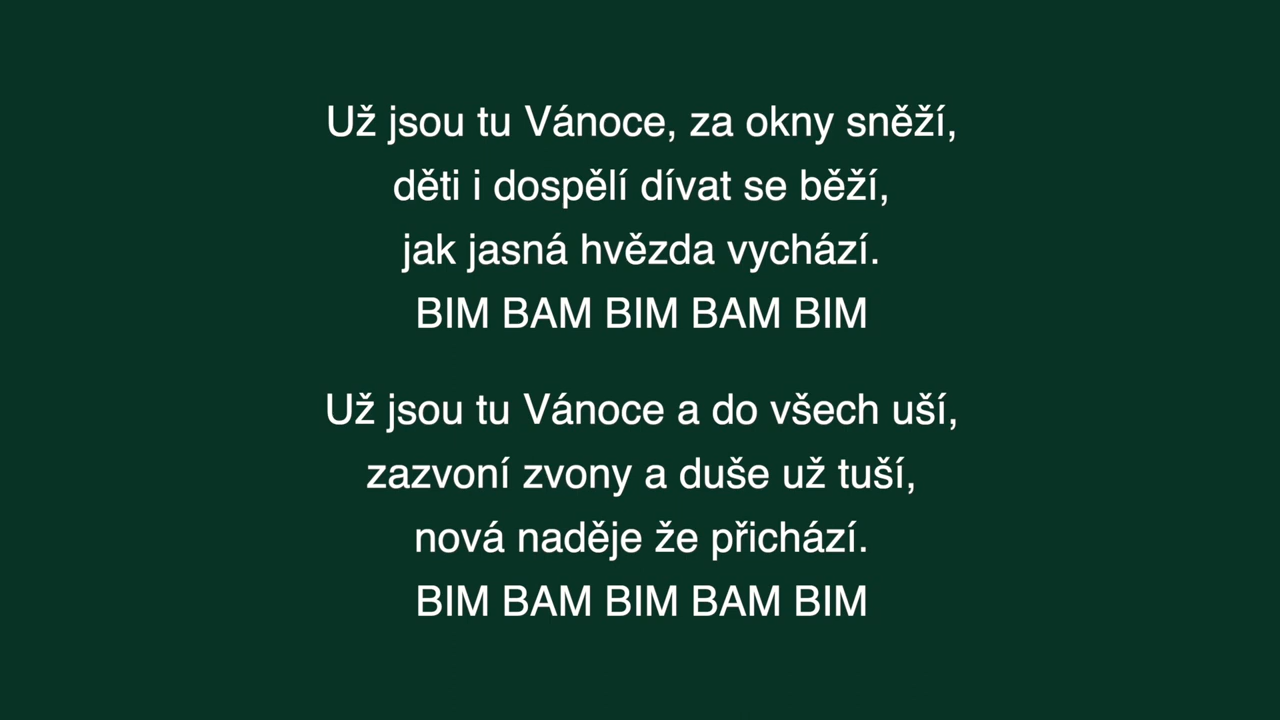 Už jsou tu Vánoce, za okny sněží,
děti i dospělí dívat se běží,
jak jasná hvězda vychází.
BIM BAM BIM BAM BIM
Už jsou tu Vánoce a do všech uší,
zazvoní zvony a duše už tuší,
nová naděje že přichází.
BIM BAM BIM BAM BIM